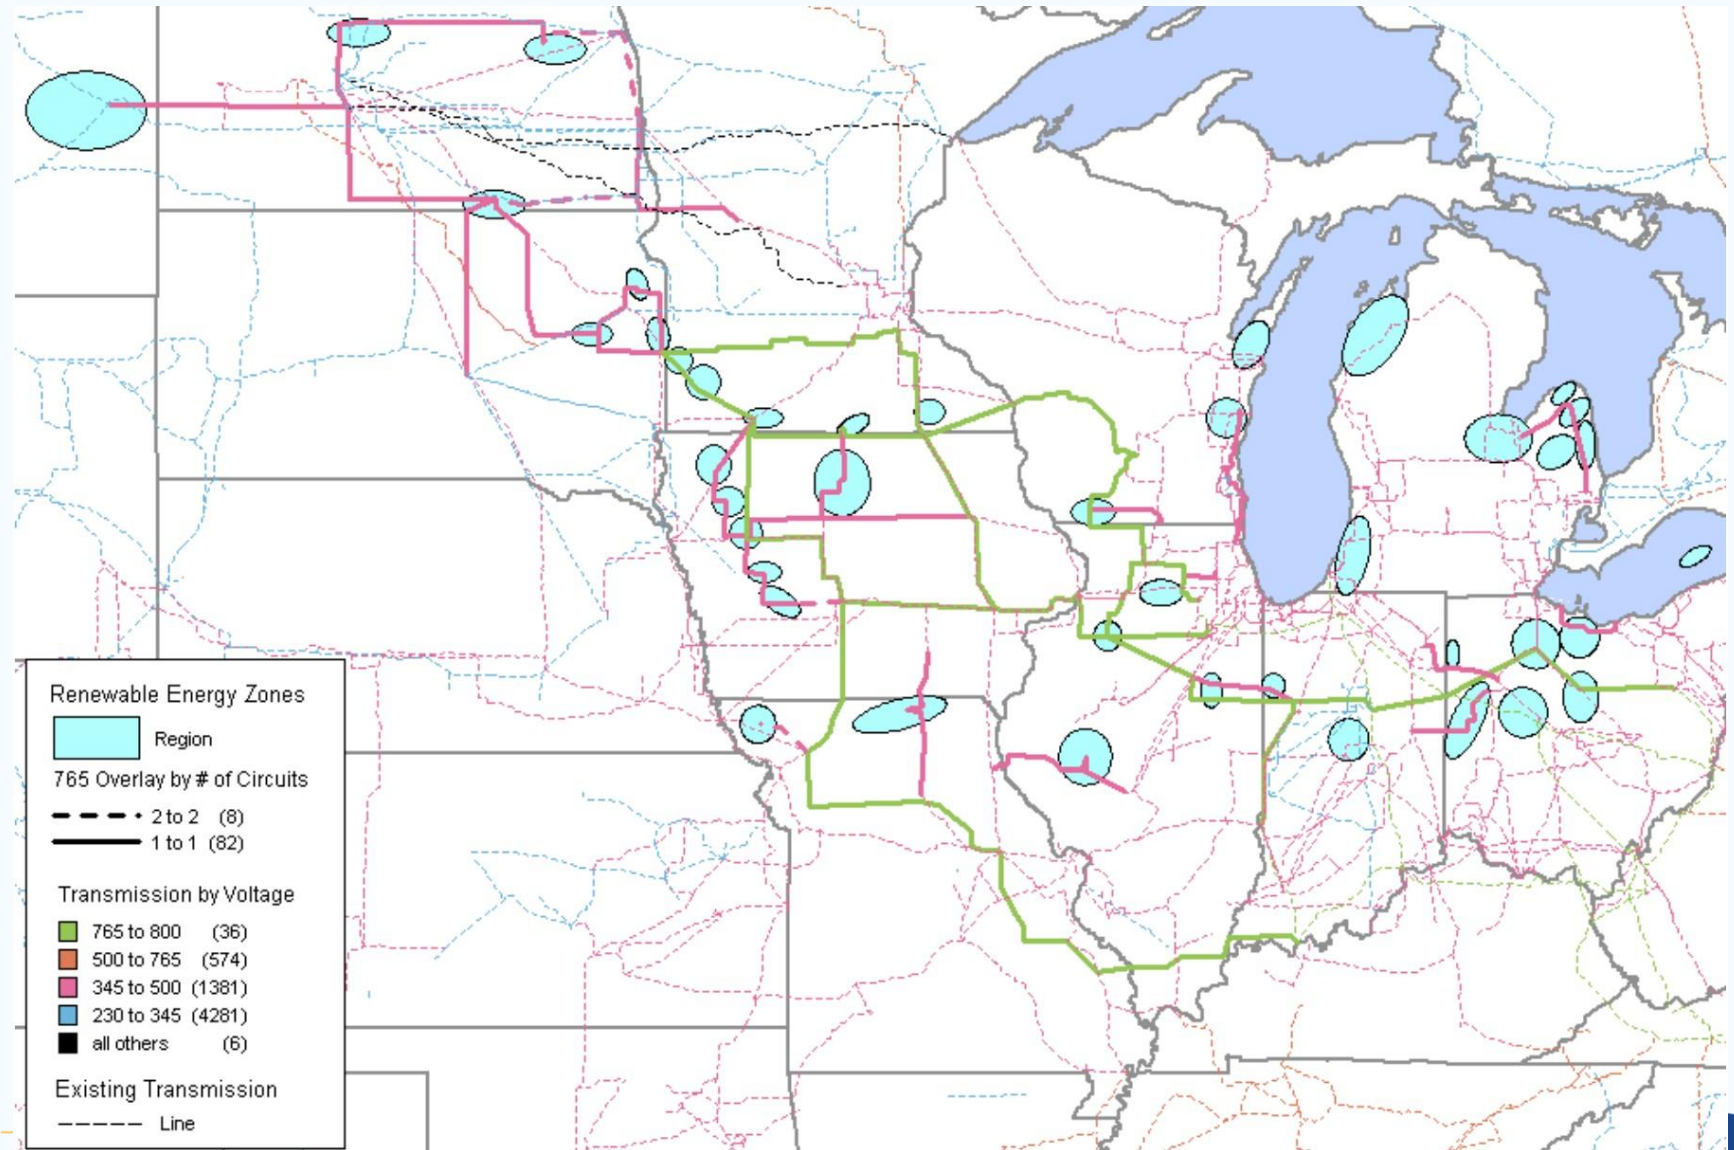 Renewable Energy Zones
Region
765 Overlay by # of Circuits
2 to 2 (8)
1 to 1 (82)
Transmission by Voltage
765 to 800 (36)
500 to 765 (574)
345 to 500 (1381)
230 to 345 (4281)
all others (6)
Existing Transmission
Line